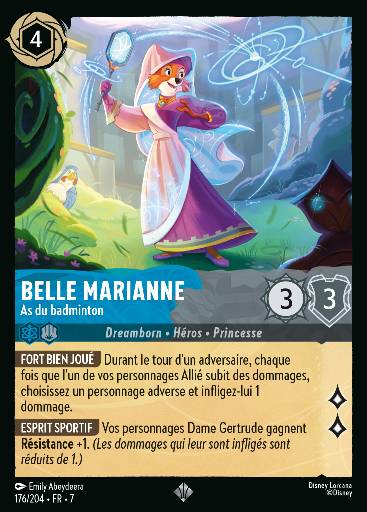 4
BELLE MARIANNE
As du badminton
3
3
Dreamborn • Héros • Princesse
FORT BIEN JOUÉ Durant le tour d'un adversaire, chaque
fois que l'un de vos personnages Allié subit des dommages,
choisissez un personnage adverse et infligez-lui 1
dommage.
ESPRIT SPORTIF Vos personnages Dame Gertrude gagnent
Résistance +1. (Les dommages qui leur sont infligés sont
réduits de 1.)
Emily Abeydeera
Disney Lorcana
176/204 • FR • 7
©Disney